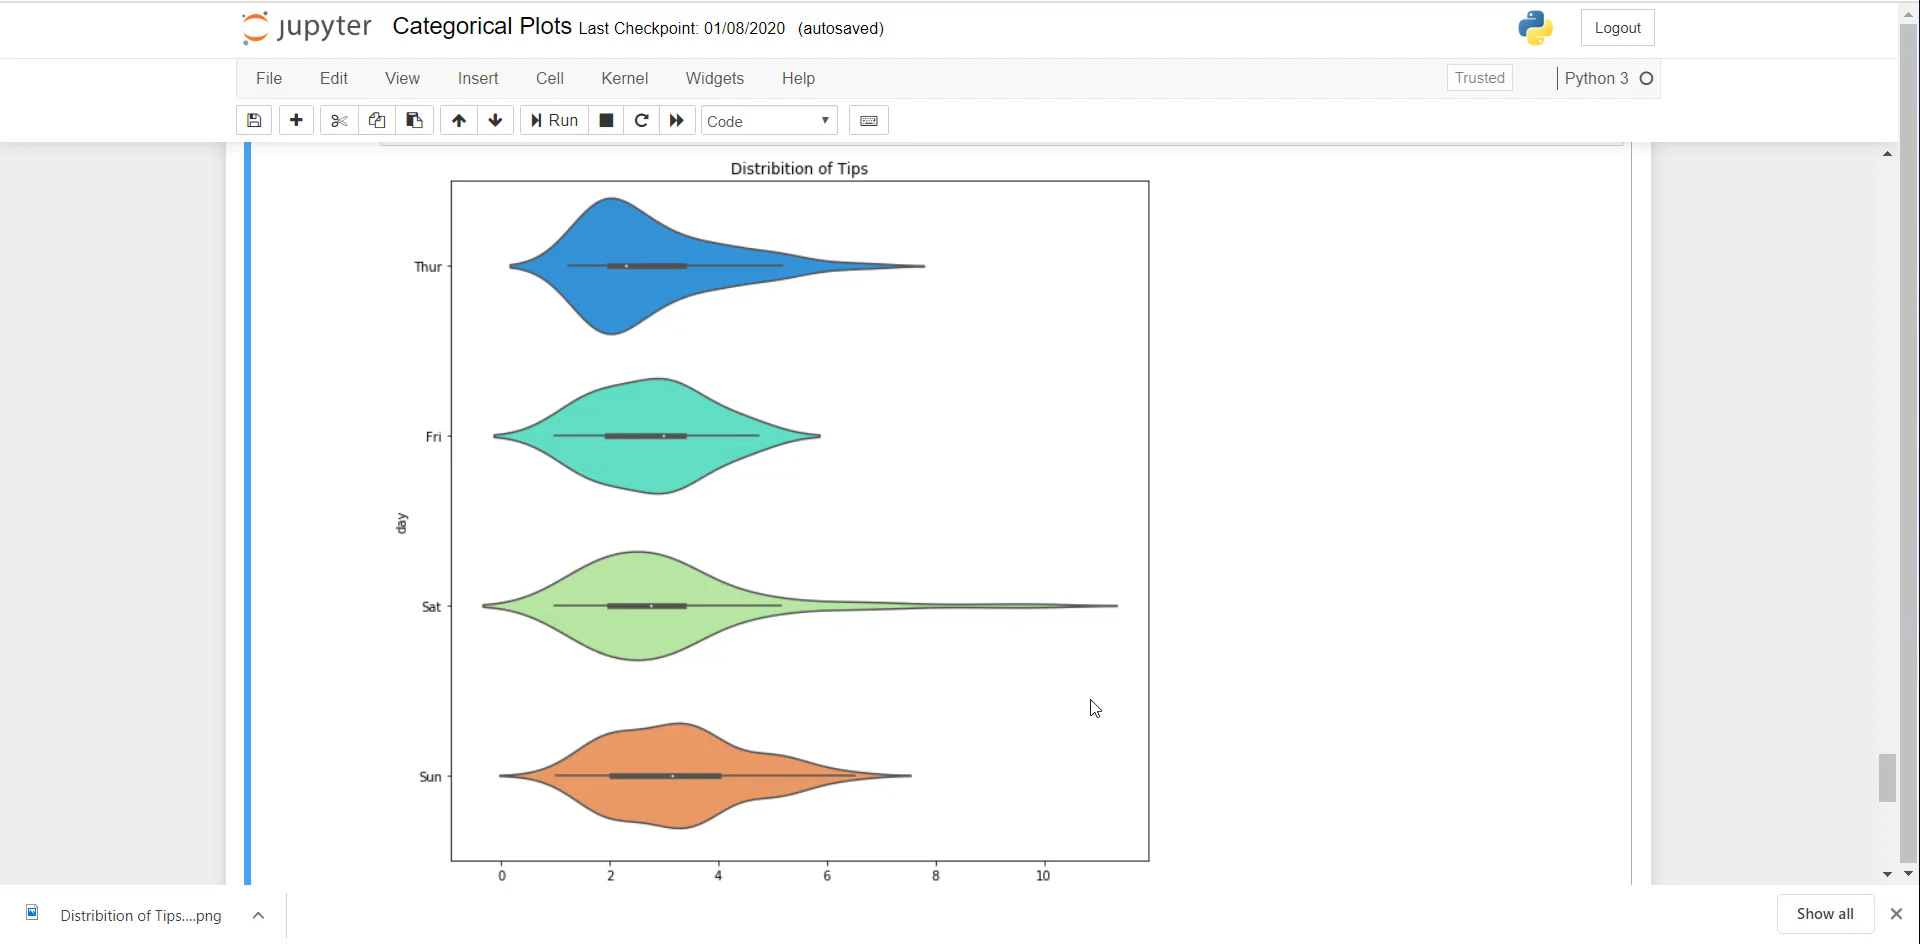 jupyter Categorical Plots Last Checkpoint: 01/08/2020 (autosaved) Logout
File Edit View Insert Cell Kernel Widgets Help Trusted Python 3
Run Code
Distribition of Tips
Thur
Fri
day
Sat
Sun
0 2 4 6 8 10
Distribition of Tips....png Show all